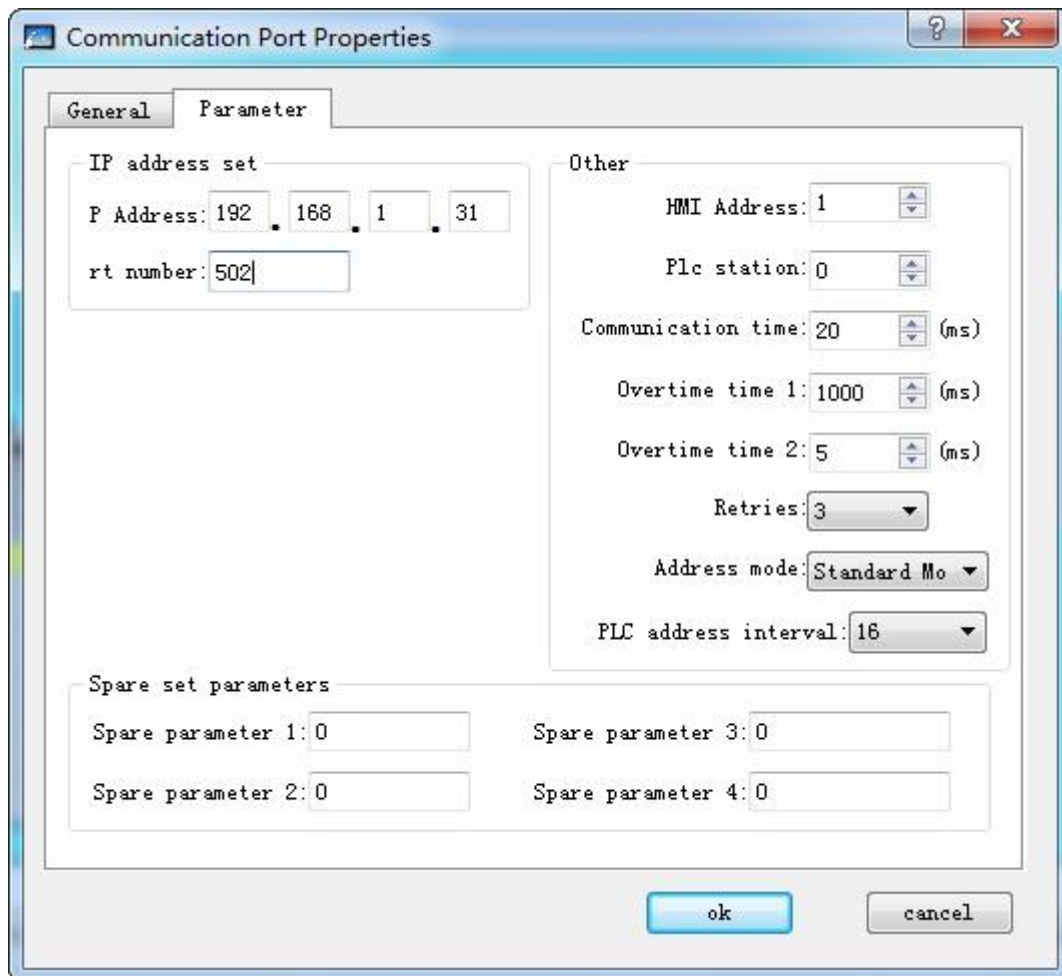 Communication Port Properties
?
X
General
Parameter
IP address set
P Address: 192 . 168 . 1 . 31
rt number: 502
Other
HMI Address: 1
Plc station: 0
Communication time: 20 (ms)
Overtime time 1: 1000 (ms)
Overtime time 2: 5 (ms)
Retries: 3
Address mode: Standard Mo
PLC address interval: 16
Spare set parameters
Spare parameter 1: 0
Spare parameter 3: 0
Spare parameter 2: 0
Spare parameter 4: 0
ok
cancel